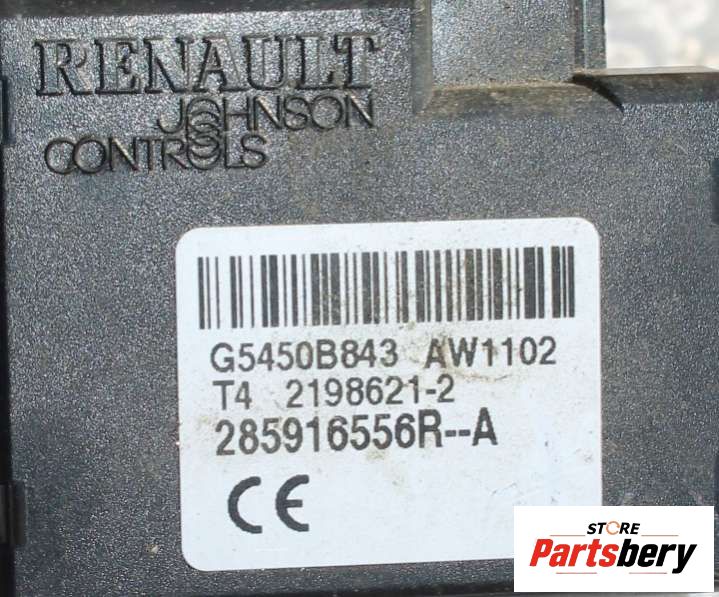 RENAULT
JOHNSON
CONTROLS
G5450B843 AW1102
T4 2198621-2
285916556R--A
CE
STORE
Partsbery